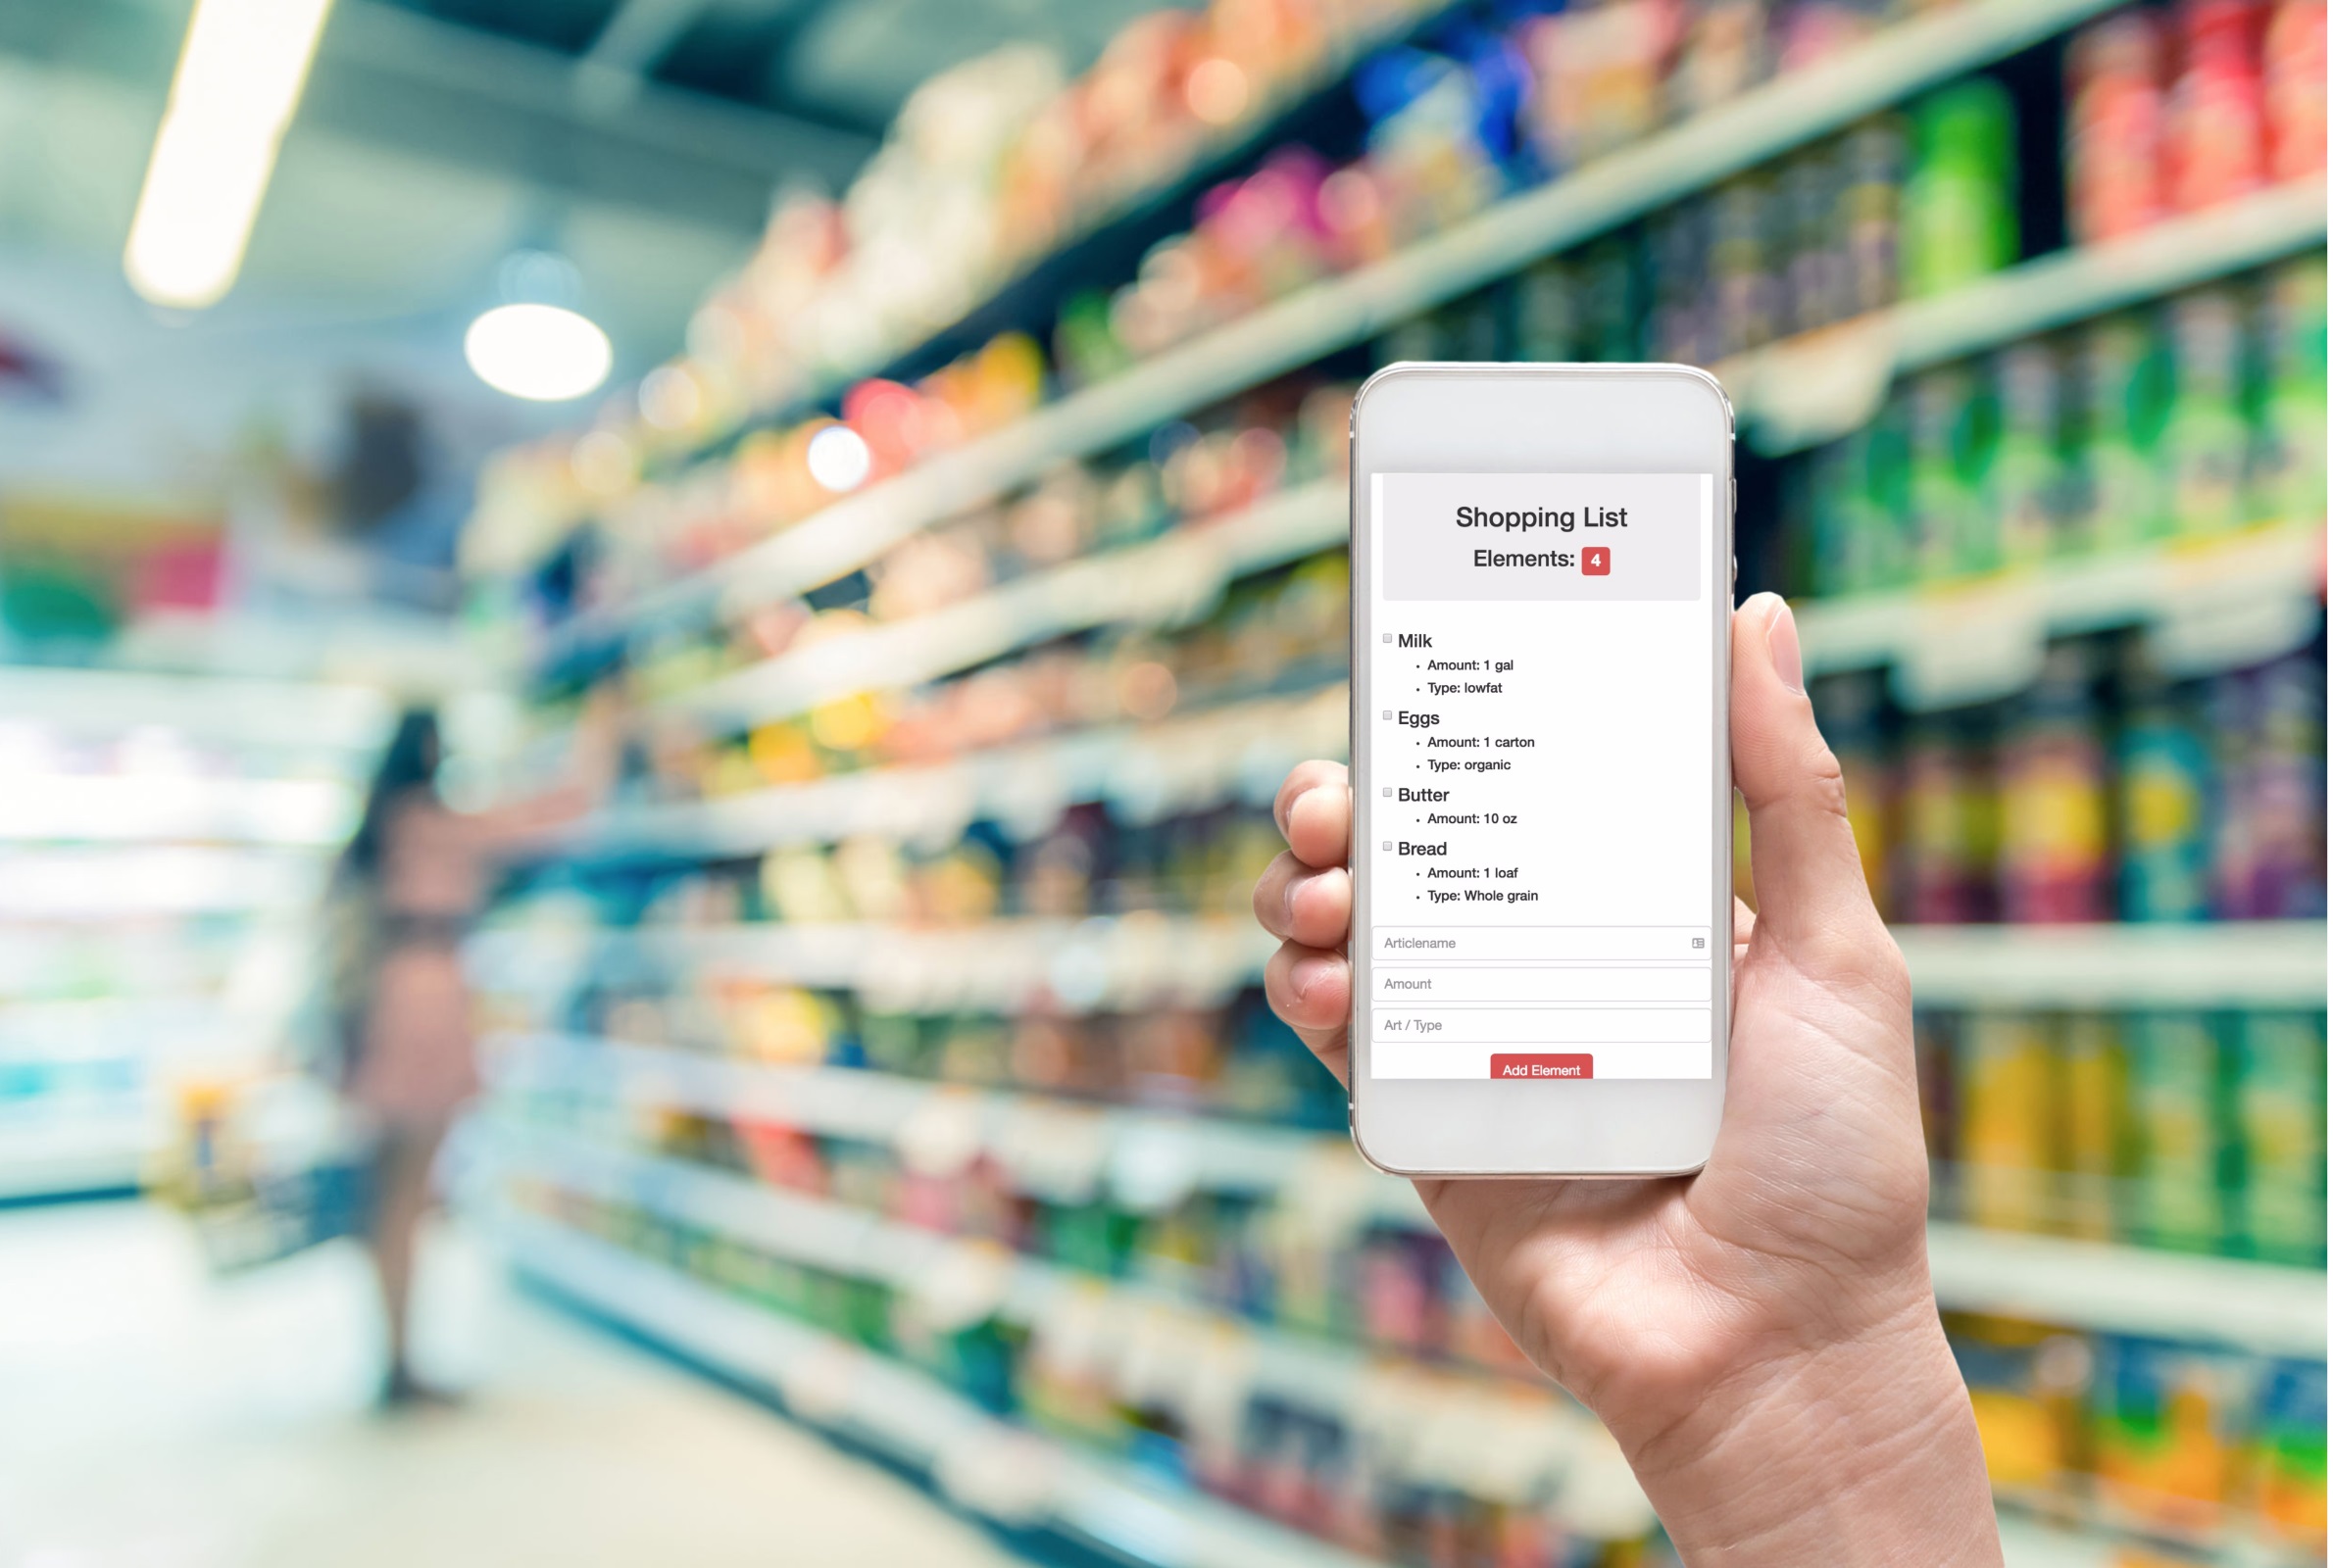 Shopping List
Elements: 4
Milk
Amount: 1 gal
Type: lowfat
Eggs
Amount: 1 carton
Type: organic
Butter
Amount: 10 oz
Bread
Amount: 1 loaf
Type: Whole grain
Articlename
Amount
Art / Type
Add Element